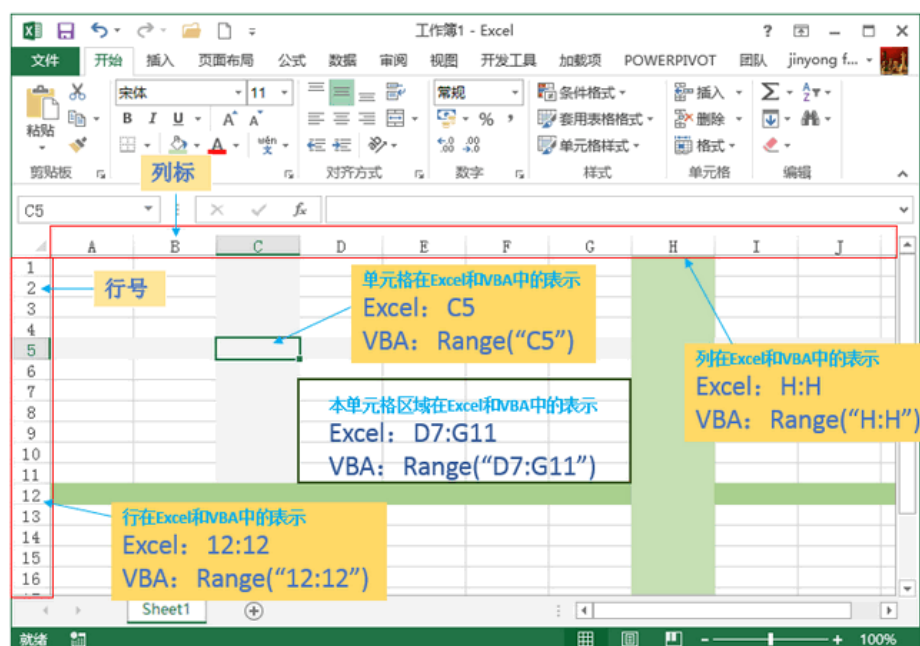 工作簿1 - Excel
文件 开始 插入 页面布局 公式 数据 审阅 视图 开发工具 加载项 POWERPIVOT 团队 jinyong f...
宋体 11 常规 条件格式 插入
粘贴 B I U A A % 套用表格格式 删除
A wén 文 .00 .0 单元格样式 格式
剪贴板 对齐方式 数字 样式 单元格 编辑
列标
C5 fx
A B C D E F G H I J
1
2 行号
3
4
5
6
7
8
9
10
11
12
13
14
15
16
单元格在Excel和VBA中的表示
Excel： C5
VBA： Range(“C5”)
列在Excel和VBA中的表示
Excel： H:H
VBA： Range(“H:H”)
本单元格区域在Excel和VBA中的表示
Excel： D7:G11
VBA： Range(“D7:G11”)
行在Excel和VBA中的表示
Excel： 12:12
VBA： Range(“12:12”)
Sheet1
就绪 100%